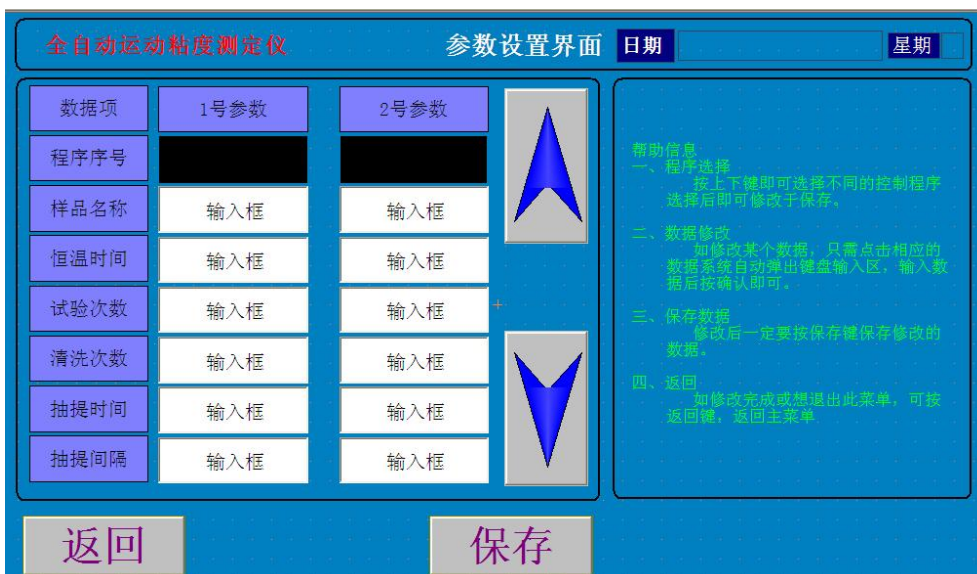 全自动运动粘度测定仪 参数设置界面 日期 星期
数据项 1号参数 2号参数
程序序号
样品名称 输入框 输入框
恒温时间 输入框 输入框
试验次数 输入框 输入框
清洗次数 输入框 输入框
抽提时间 输入框 输入框
抽提间隔 输入框 输入框
帮助信息
一、程序选择
按上下键即可选择不同的控制程序
选择后即可修改于保存。
二、数据修改
如修改某个数据，只需点击相应的
数据系统自动弹出键盘输入区，输入数
据后按确认即可。
三、保存数据
修改后一定要按保存键保存修改的
数据。
四、返回
如修改完成或想退出此菜单，可按
返回键，返回主菜单
返回 保存